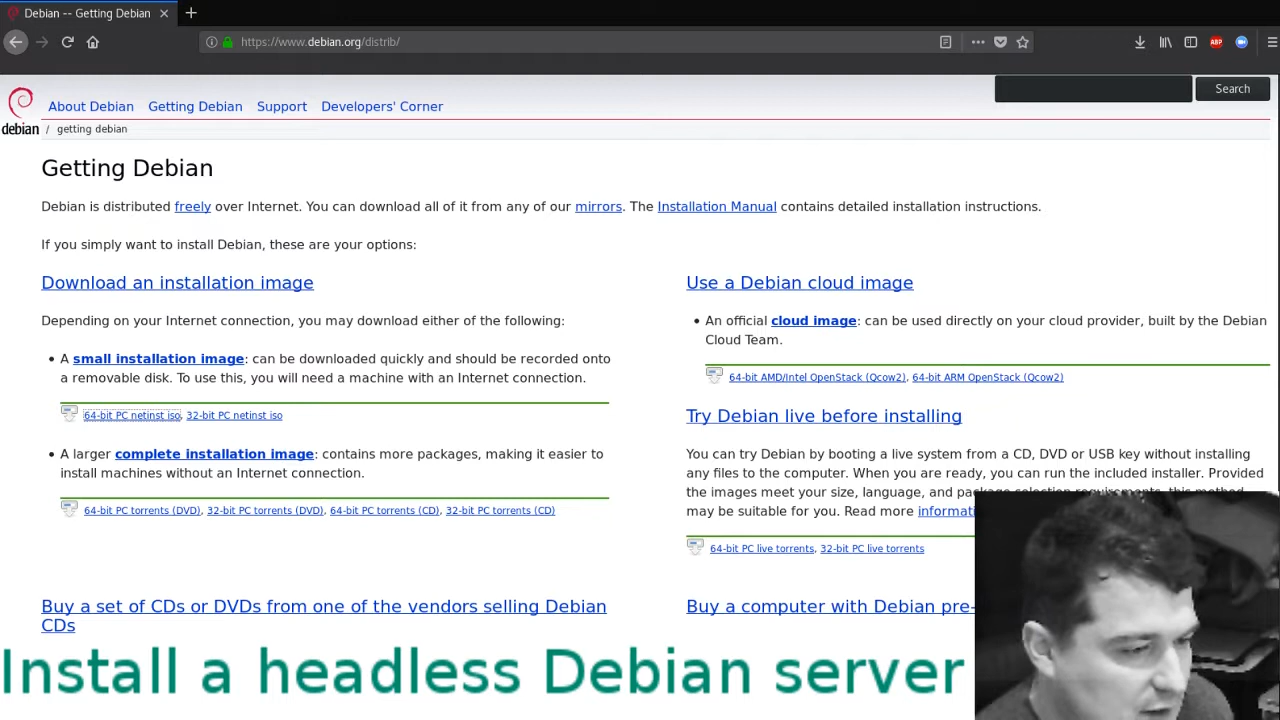 Debian -- Getting Debian
https://www.debian.org/distrib/
ABP
Search
About Debian Getting Debian Support Developers' Corner
debian / getting debian
Getting Debian
Debian is distributed freely over Internet. You can download all of it from any of our mirrors. The Installation Manual contains detailed installation instructions.
If you simply want to install Debian, these are your options:
Download an installation image
Depending on your Internet connection, you may download either of the following:
• A small installation image: can be downloaded quickly and should be recorded onto
a removable disk. To use this, you will need a machine with an Internet connection.
64-bit PC netinst iso, 32-bit PC netinst iso
• A larger complete installation image: contains more packages, making it easier to
install machines without an Internet connection.
64-bit PC torrents (DVD), 32-bit PC torrents (DVD), 64-bit PC torrents (CD), 32-bit PC torrents (CD)
Buy a set of CDs or DVDs from one of the vendors selling Debian
CDs
Use a Debian cloud image
• An official cloud image: can be used directly on your cloud provider, built by the Debian
Cloud Team.
64-bit AMD/Intel OpenStack (Qcow2), 64-bit ARM OpenStack (Qcow2)
Try Debian live before installing
You can try Debian by booting a live system from a CD, DVD or USB key without installing
any files to the computer. When you are ready, you can run the included installer. Provided
the images meet your size, language, and package selection requirements, this method
may be suitable for you. Read more informati
64-bit PC live torrents, 32-bit PC live torrents
Buy a computer with Debian pre-
Install a headless Debian server